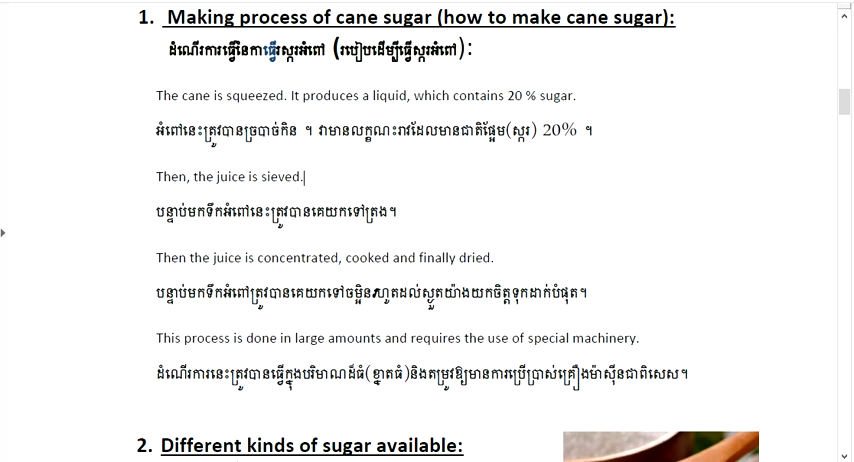 1. Making process of cane sugar (how to make cane sugar):
ដំណើរការធ្វើនៃកាធ្វើរស្ករអំពៅ (របៀបដើម្បីធ្វើស្ករអំពៅ):
The cane is squeezed. It produces a liquid, which contains 20 % sugar.
អំពៅនេះត្រូវបានច្របាច់កិន ។ វាមានលក្ខណះរាវដែលមានជាតិផ្អែម(ស្ករ) 20% ។
Then, the juice is sieved.
បន្ទាប់មកទឹកអំពៅនេះត្រូវបានគេយកទៅត្រង។
Then the juice is concentrated, cooked and finally dried.
បន្ទាប់មកទឹកអំពៅត្រូវបានគេយកទៅចម្អិនរហូតដល់ស្ងួតយ៉ាងយកចិត្តទុកដាក់បំផុត។
This process is done in large amounts and requires the use of special machinery.
ដំណើរការនេះត្រូវបានធ្វើក្នុងបរិមាណដ៏ធំ(ខ្នាតធំ)និងតម្រូវឱ្យមានការប្រើប្រាស់គ្រឿងម៉ាស៊ីនជាពិសេស។
2. Different kinds of sugar available: